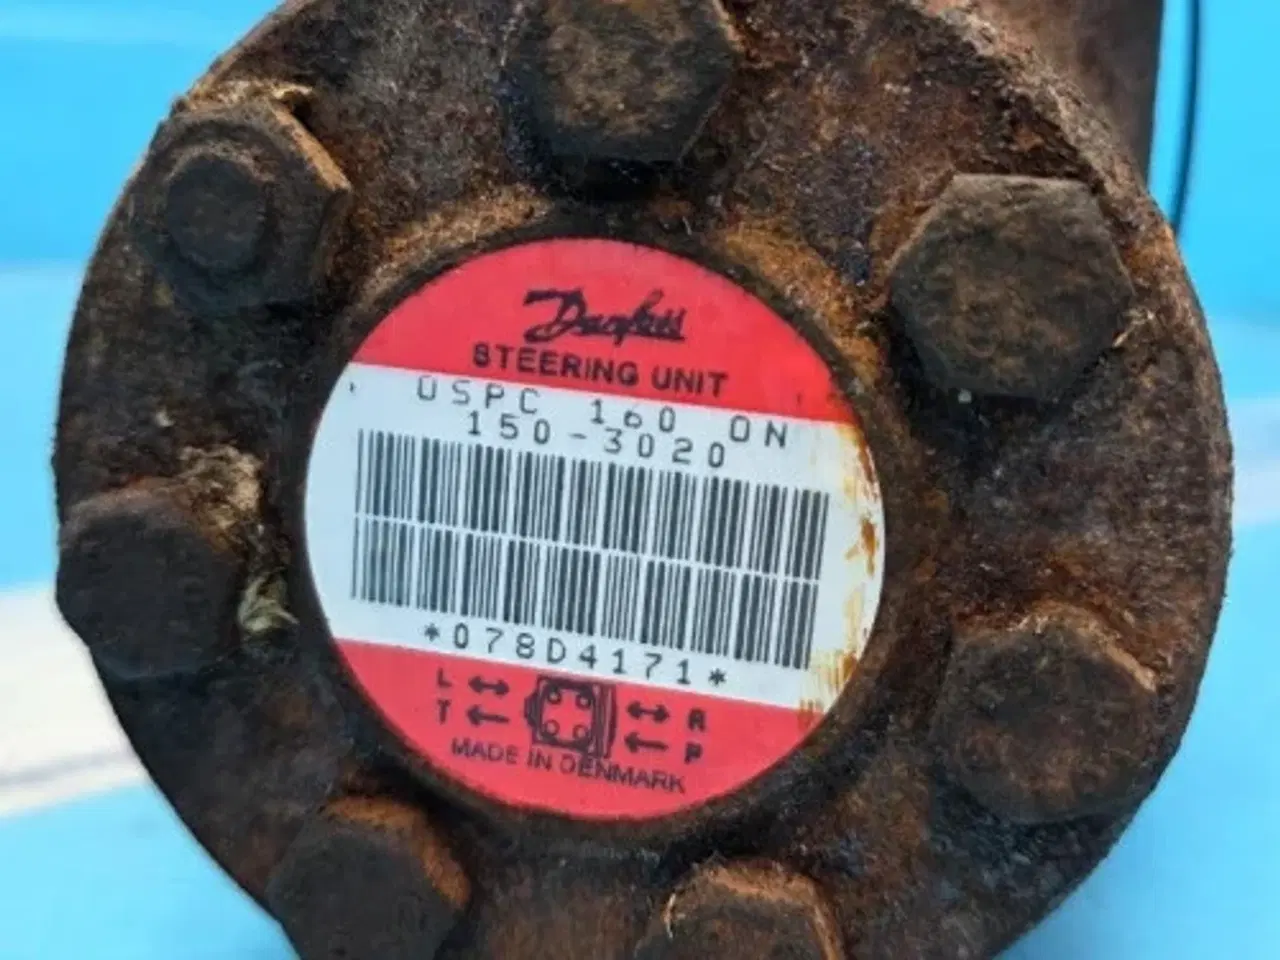 Danfoss
STEERING UNIT
OSPC 160 ON
150-3020
*078D4171*
L R
T P
MADE IN DENMARK